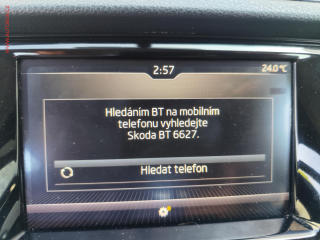 2:57
24.0°C
Hledáním BT na mobilním
telefonu vyhledejte
Skoda BT 6627.
Hledat telefon